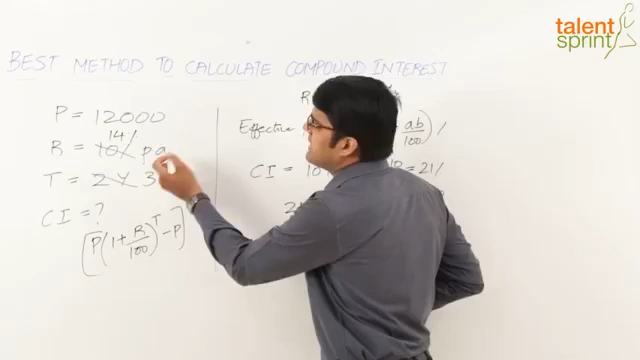 talent
sprint
BEST METHOD TO CALCULATE COMPOUND INTEREST
P = 12000
14%
R = 10% pa
T = 2 Y 3
CI = ?
[P(1+R/100)^T - P]
R
Effective
ab/100) %
CI = 10
= 21%